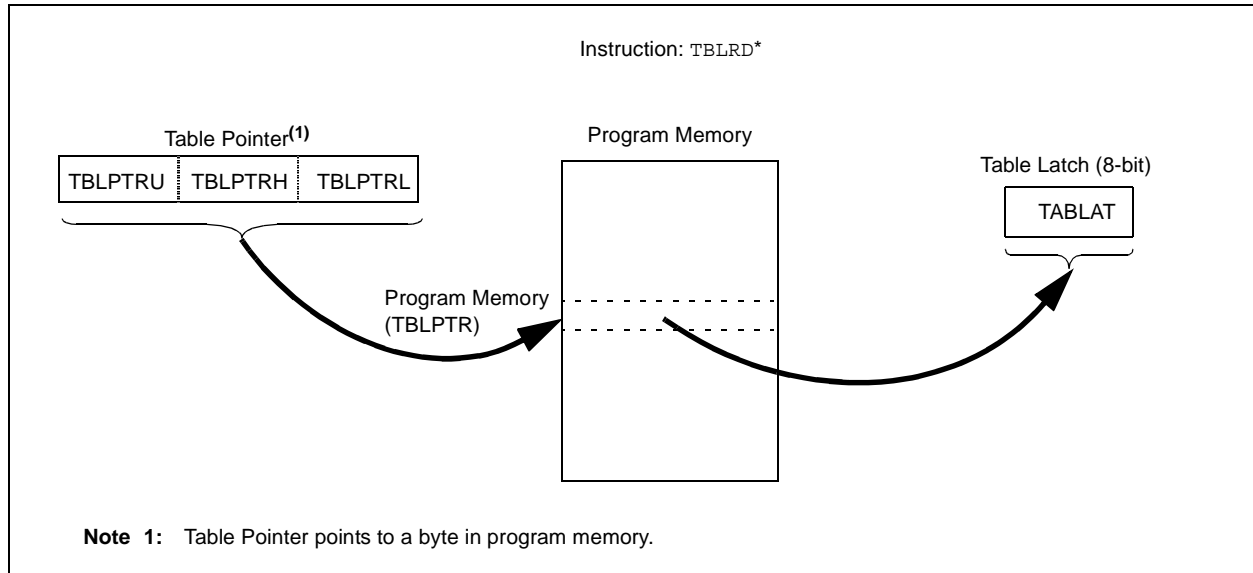 Instruction: TBLRD*
Table Pointer(1)
TBLPTRU TBLPTRH TBLPTRL
Program Memory
Table Latch (8-bit)
TABLAT
Program Memory
(TBLPTR)
Note 1: Table Pointer points to a byte in program memory.